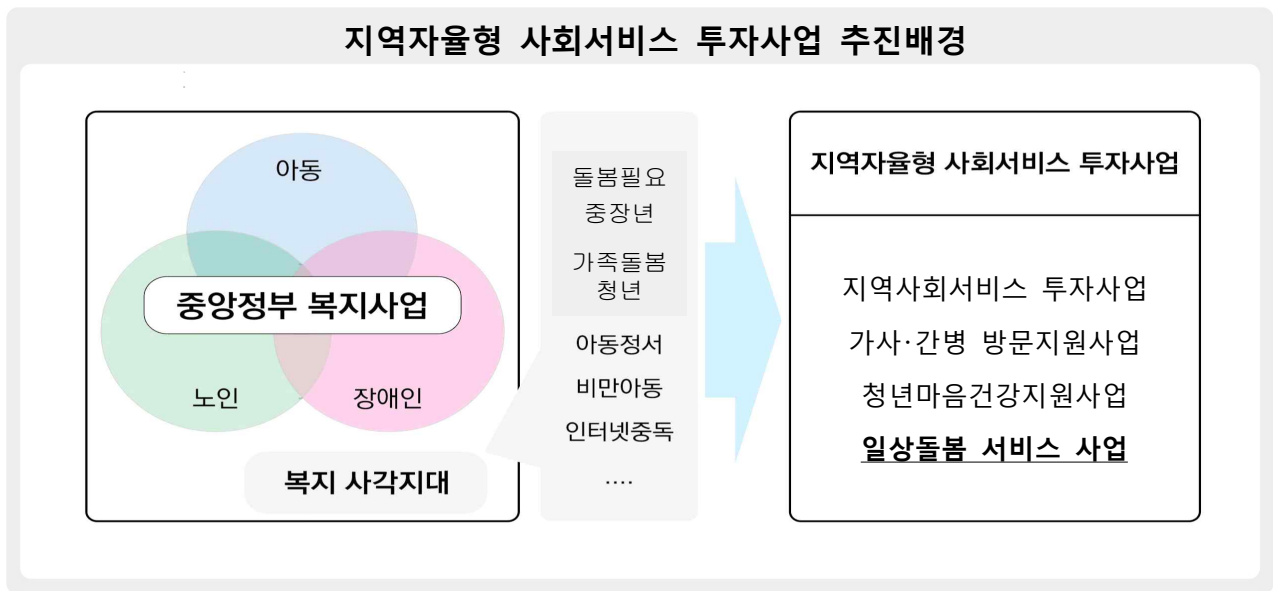 지역자율형 사회서비스 투자사업 추진배경
아동
중앙정부 복지사업
노인
장애인
복지 사각지대
돌봄필요
중장년
가족돌봄
청년
아동정서
비만아동
인터넷중독
....
지역자율형 사회서비스 투자사업
지역사회서비스 투자사업
가사·간병 방문지원사업
청년마음건강지원사업
일상돌봄 서비스 사업